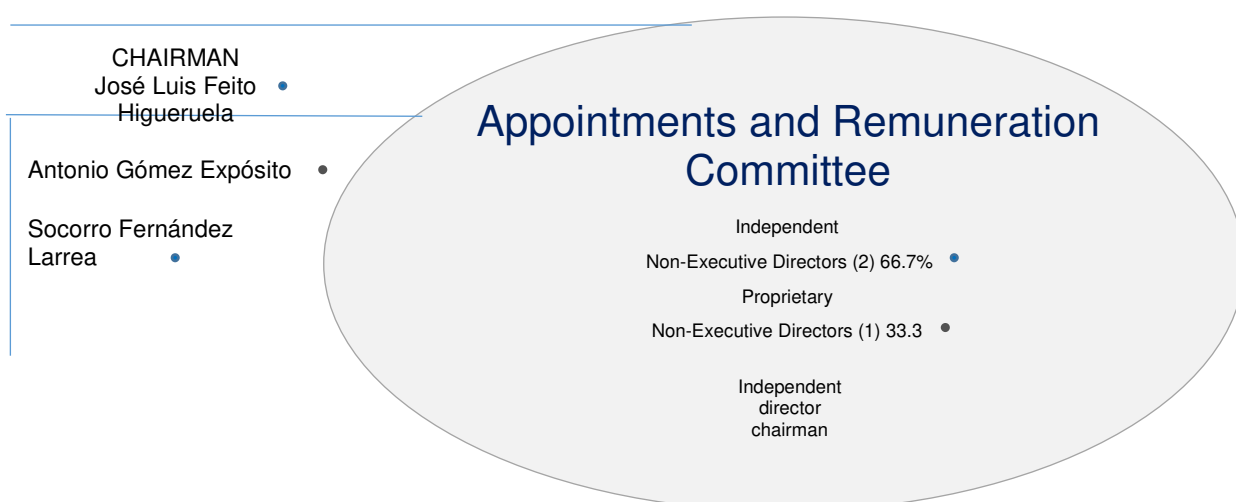 CHAIRMAN
José Luis Feito
Higueruela
Antonio Gómez Expósito
Socorro Fernández
Larrea
Appointments and Remuneration
Committee
Independent
Non-Executive Directors (2) 66.7%
Proprietary
Non-Executive Directors (1) 33.3
Independent
director
chairman